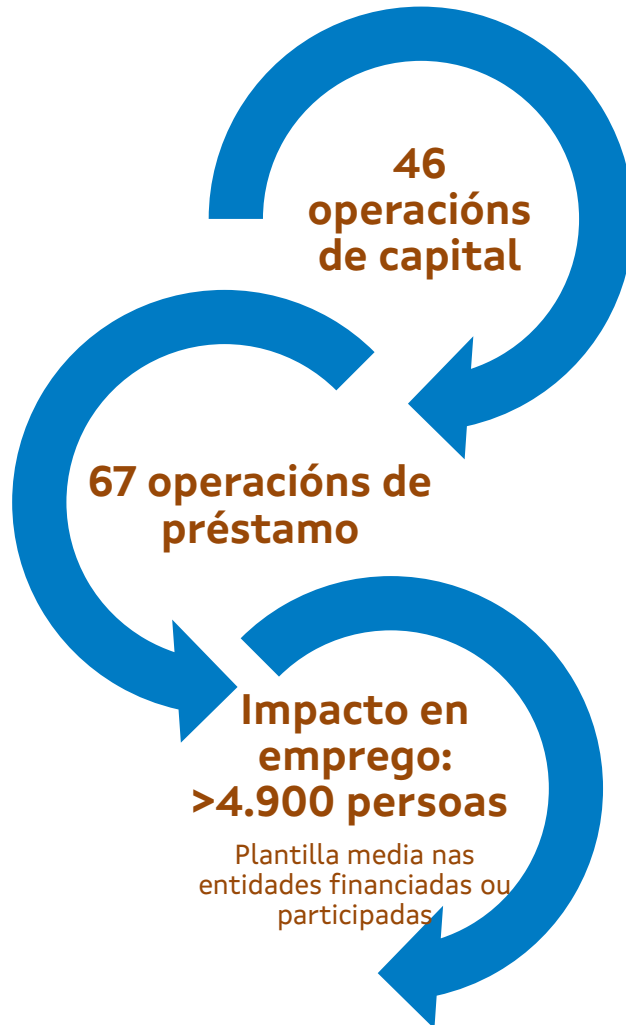 46
operacións
de capital
67 operacións de
préstamo
Impacto en
emprego:
>4.900 persoas
Plantilla media nas
entidades financiadas ou
participadas